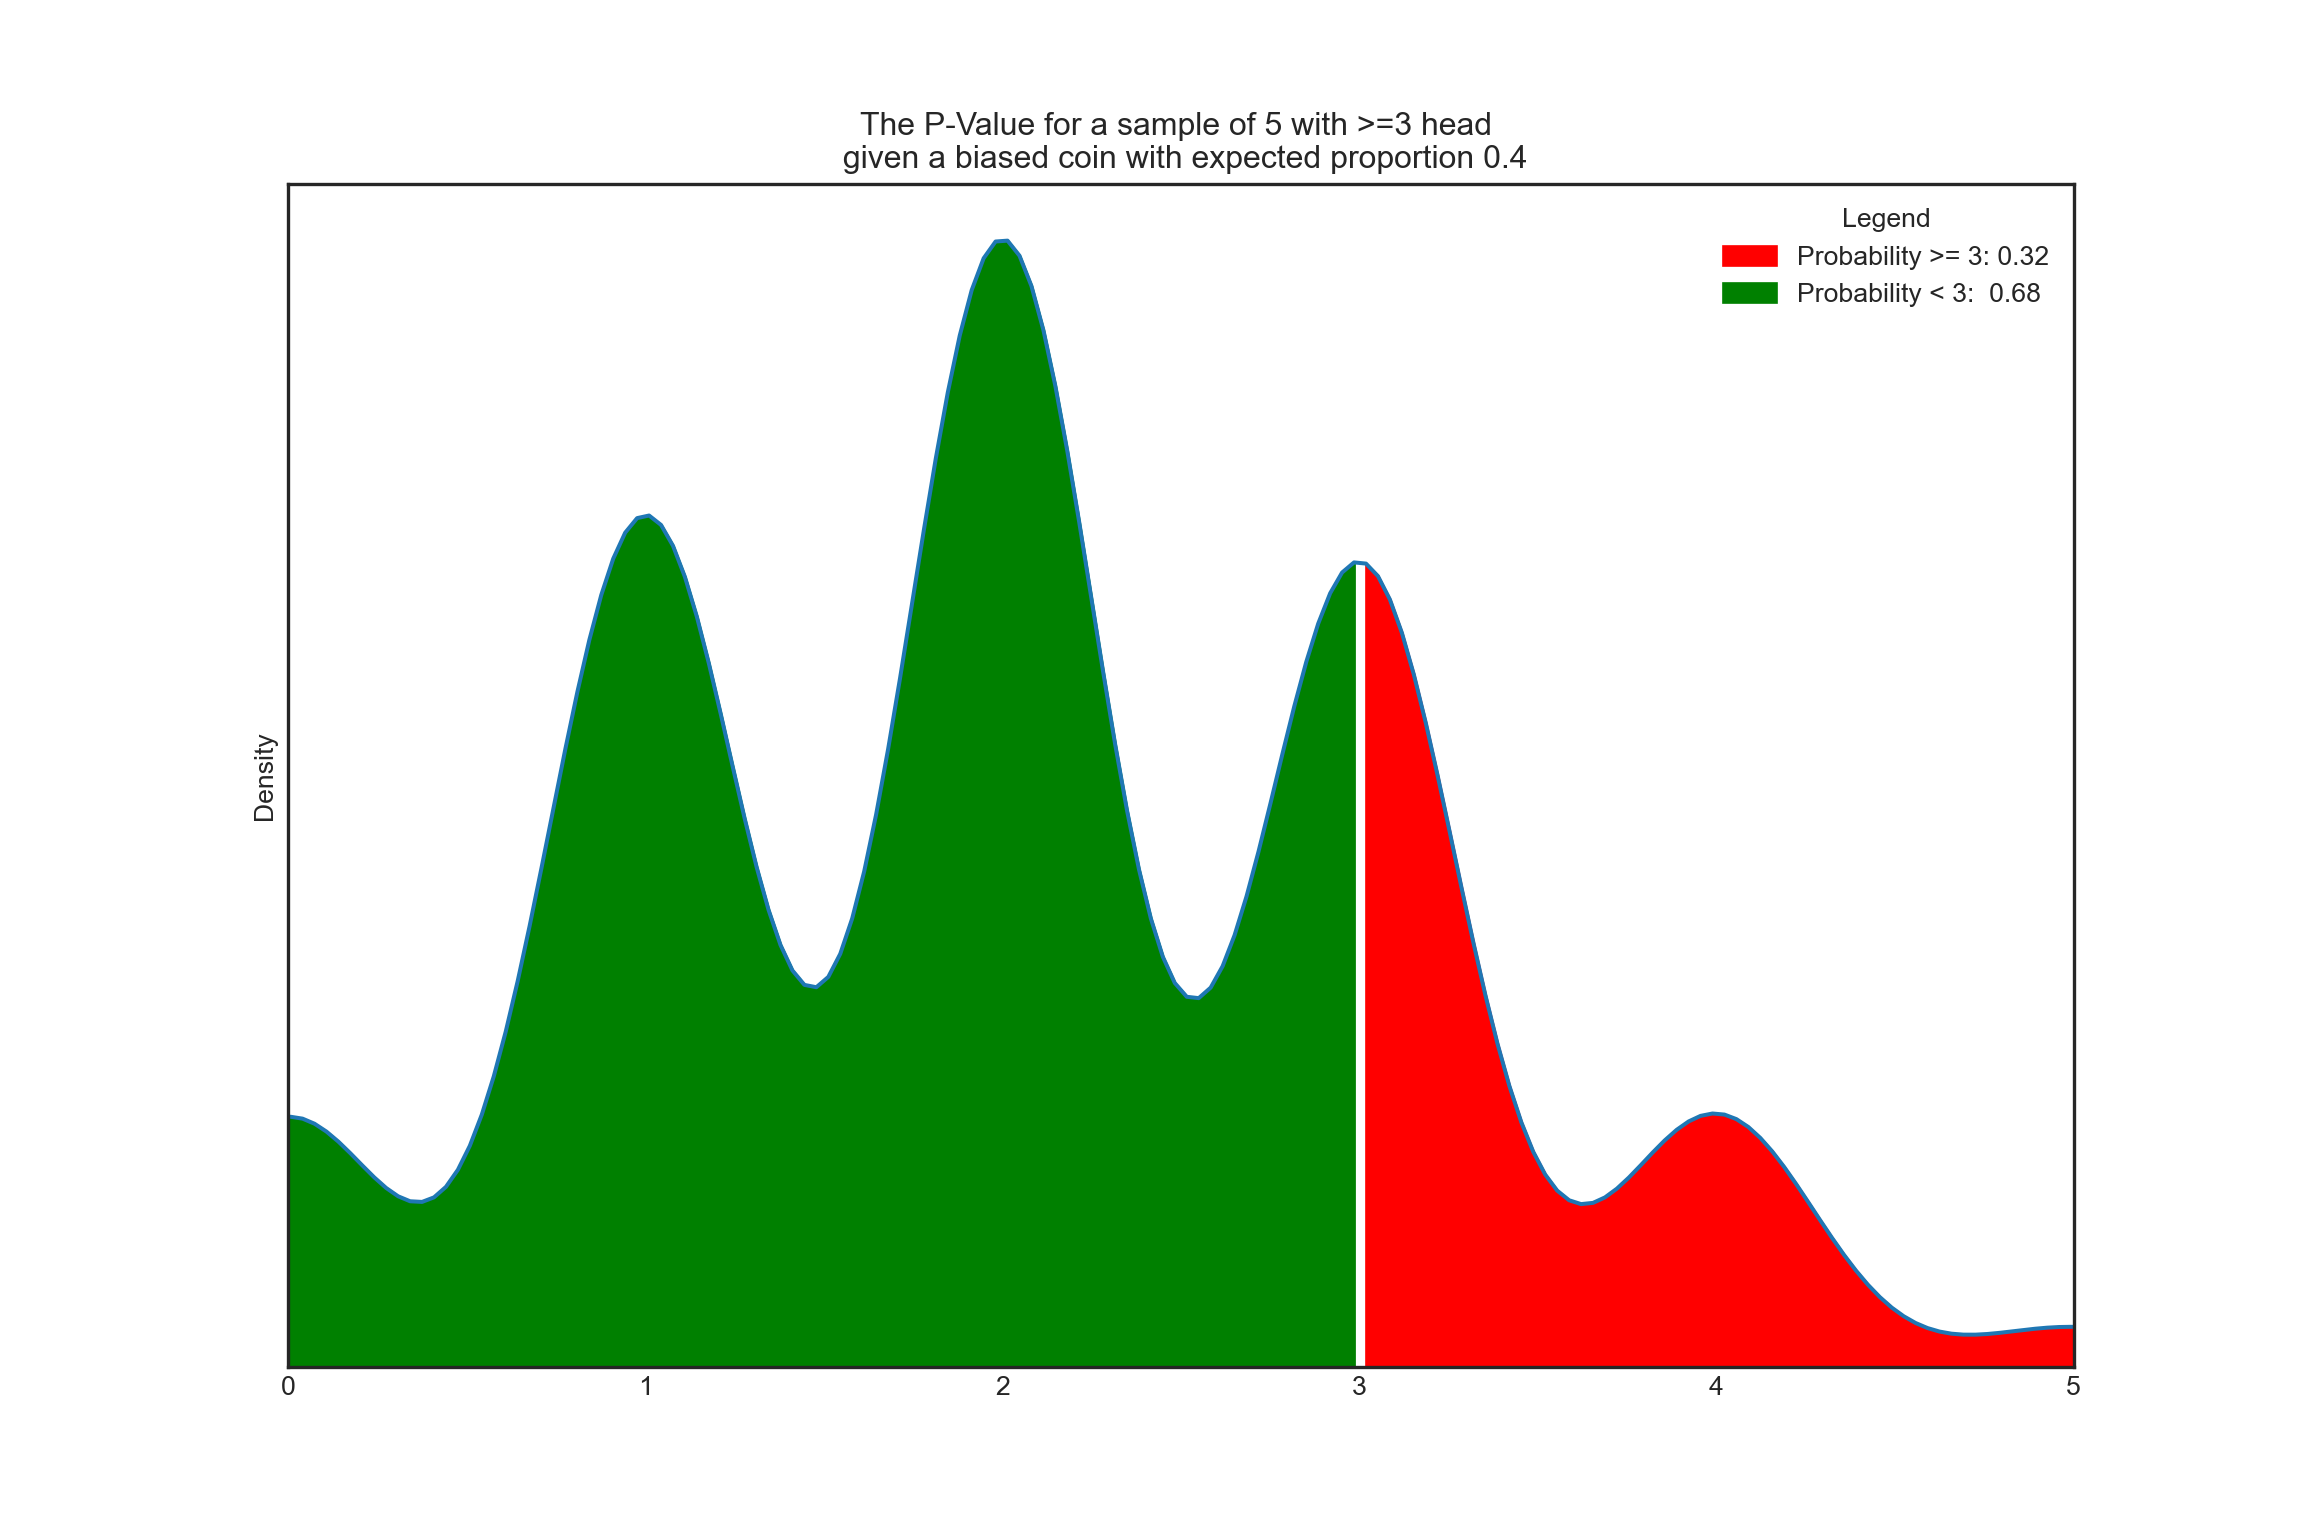 The P-Value for a sample of 5 with >=3 head
given a biased coin with expected proportion 0.4
Legend
Probability >= 3: 0.32
Probability < 3:  0.68
Density
0 1 2 3 4 5